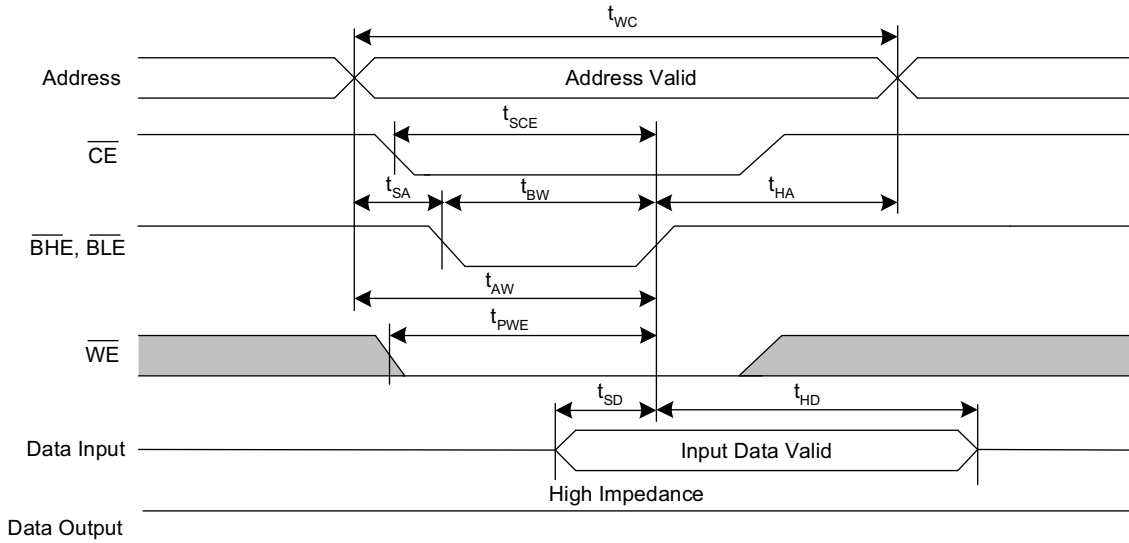 tWC
Address
Address Valid
tSCE
CE
tSA
tBW
tHA
BHE, BLE
tAW
tPWE
WE
tSD
tHD
Data Input
Input Data Valid
High Impedance
Data Output